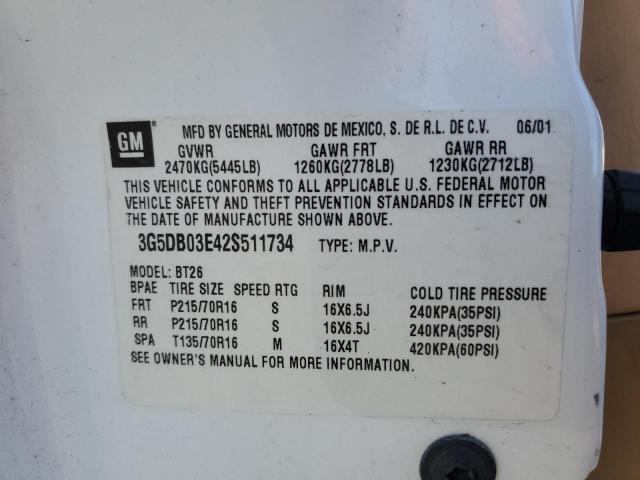 GM ® MFD BY GENERAL MOTORS DE MEXICO, S. DE R.L. DE C.V. 06/01
GVWR GAWR FRT GAWR RR
2470KG(5445LB) 1260KG(2778LB) 1230KG(2712LB)
THIS VEHICLE CONFORMS TO ALL APPLICABLE U.S. FEDERAL MOTOR
VEHICLE SAFETY AND THEFT PREVENTION STANDARDS IN EFFECT ON
THE DATE OF MANUFACTURE SHOWN ABOVE.
3G5DB03E42S511734 TYPE: M.P.V.
MODEL: BT26
BPAE TIRE SIZE SPEED RTG RIM COLD TIRE PRESSURE
FRT P215/70R16 S 16X6.5J 240KPA(35PSI)
RR P215/70R16 S 16X6.5J 240KPA(35PSI)
SPA T135/70R16 M 16X4T 420KPA(60PSI)
SEE OWNER'S MANUAL FOR MORE INFORMATION.